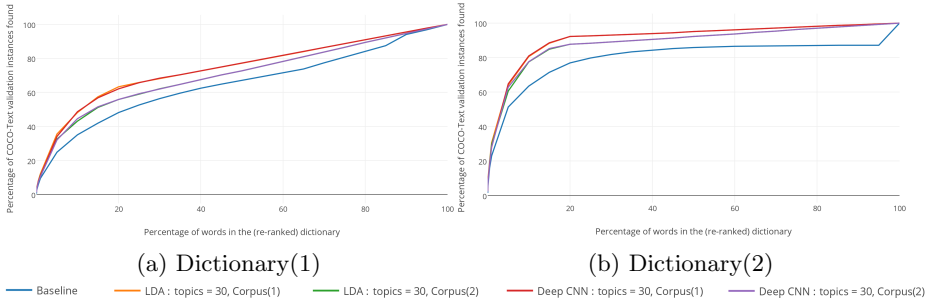 Percentage of COCO-Text validation instances found
100
80
60
40
20
0
20
40
60
80
100
Percentage of words in the (re-ranked) dictionary
(a) Dictionary(1)
Percentage of COCO-Text validation instances found
100
80
60
40
20
0
20
40
60
80
100
Percentage of words in the (re-ranked) dictionary
(b) Dictionary(2)
Baseline
LDA : topics = 30, Corpus(1)
LDA : topics = 30, Corpus(2)
Deep CNN : topics = 30, Corpus(1)
Deep CNN : topics = 30, Corpus(2)